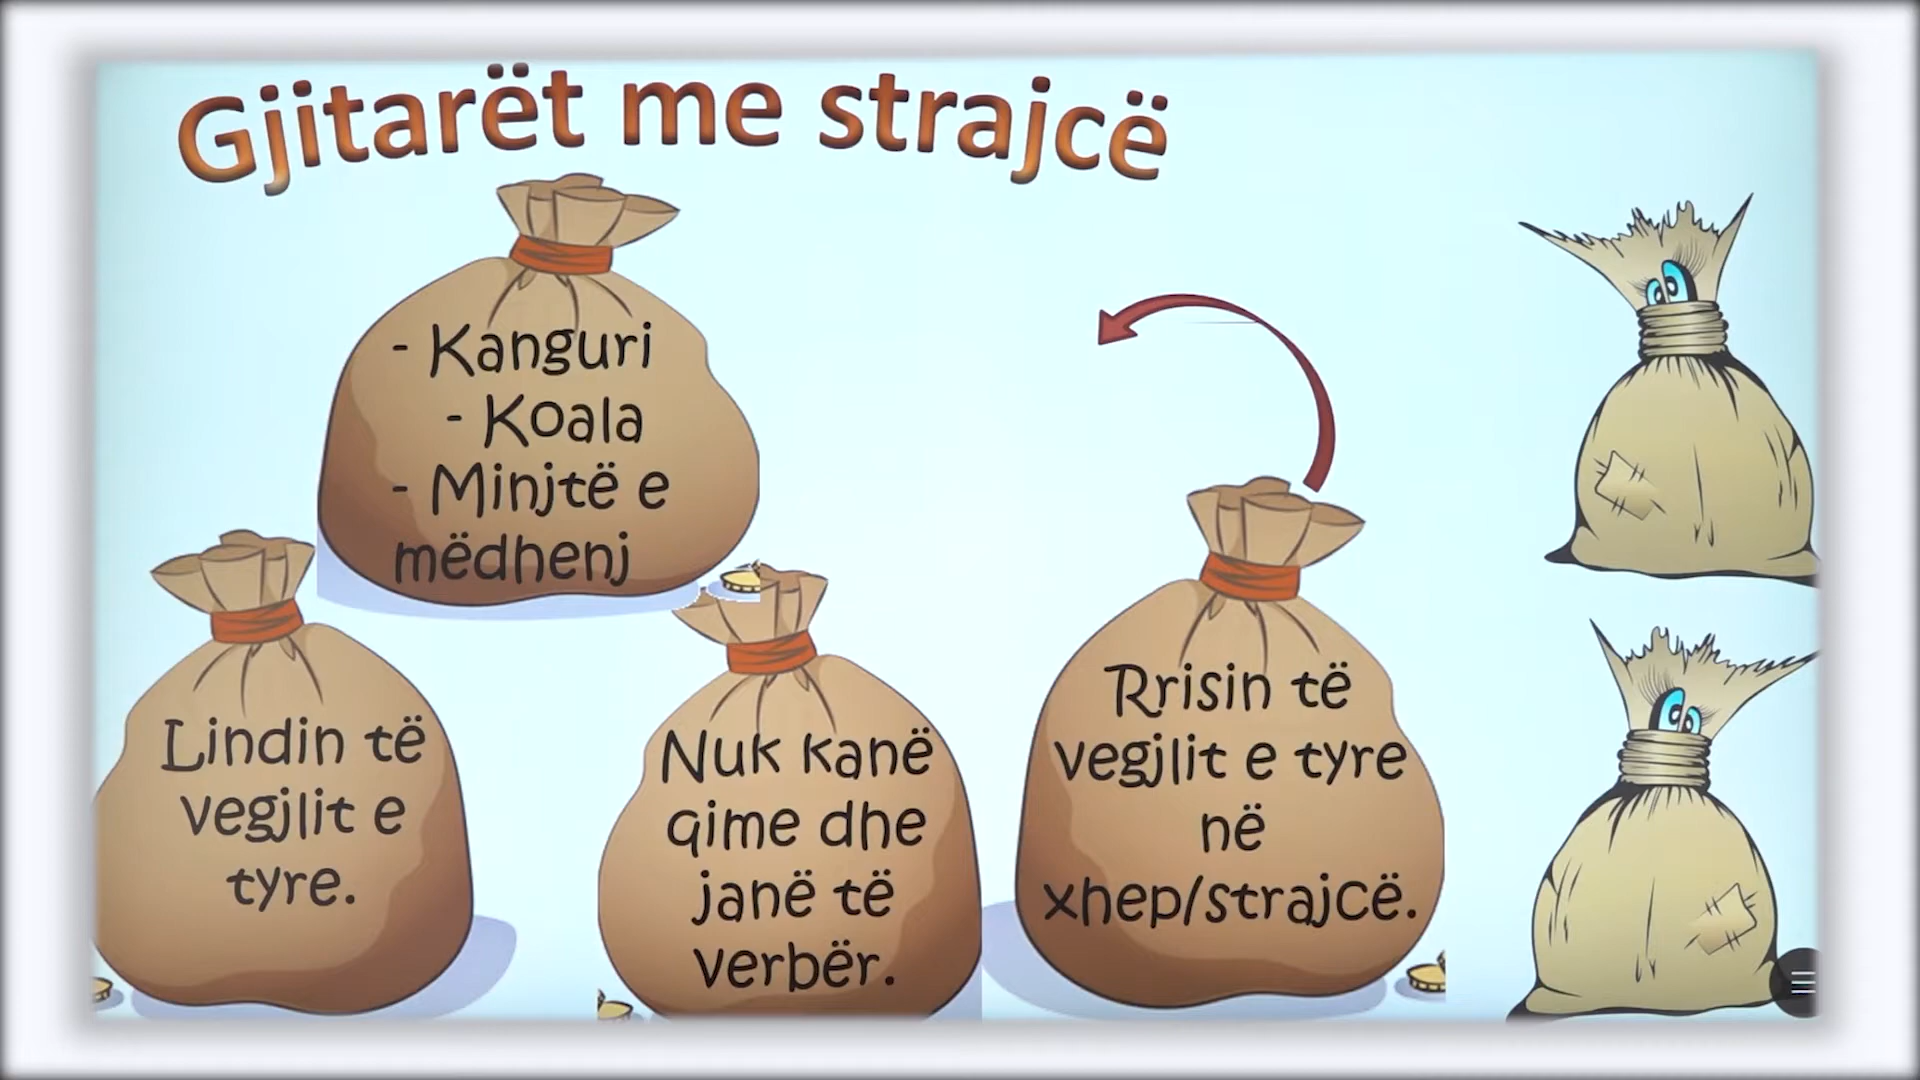 Gjitarët me strajcë
- Kanguri
- Koala
- Minjtë e
mëdhenj
Lindin të
vegjlit e
tyre.
Nuk kanë
qime dhe
janë të
verbër.
Rrisin të
vegjlit e tyre
në
xhep/strajcë.